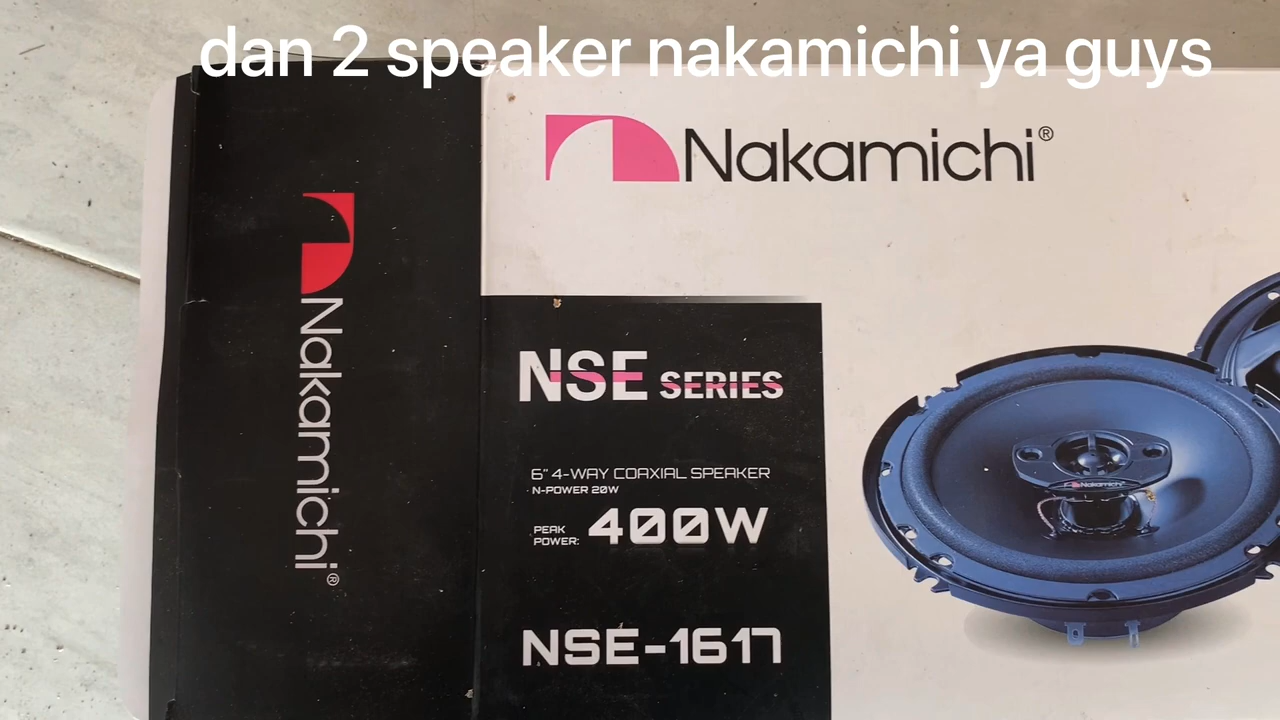 dan 2 speaker nakamichi ya guys
Nakamichi®
Nakamichi®
NSE SERIES
6" 4-WAY COAXIAL SPEAKER
N-POWER 20W
PEAK
POWER: 400W
NSE-1617
Nakamichi®